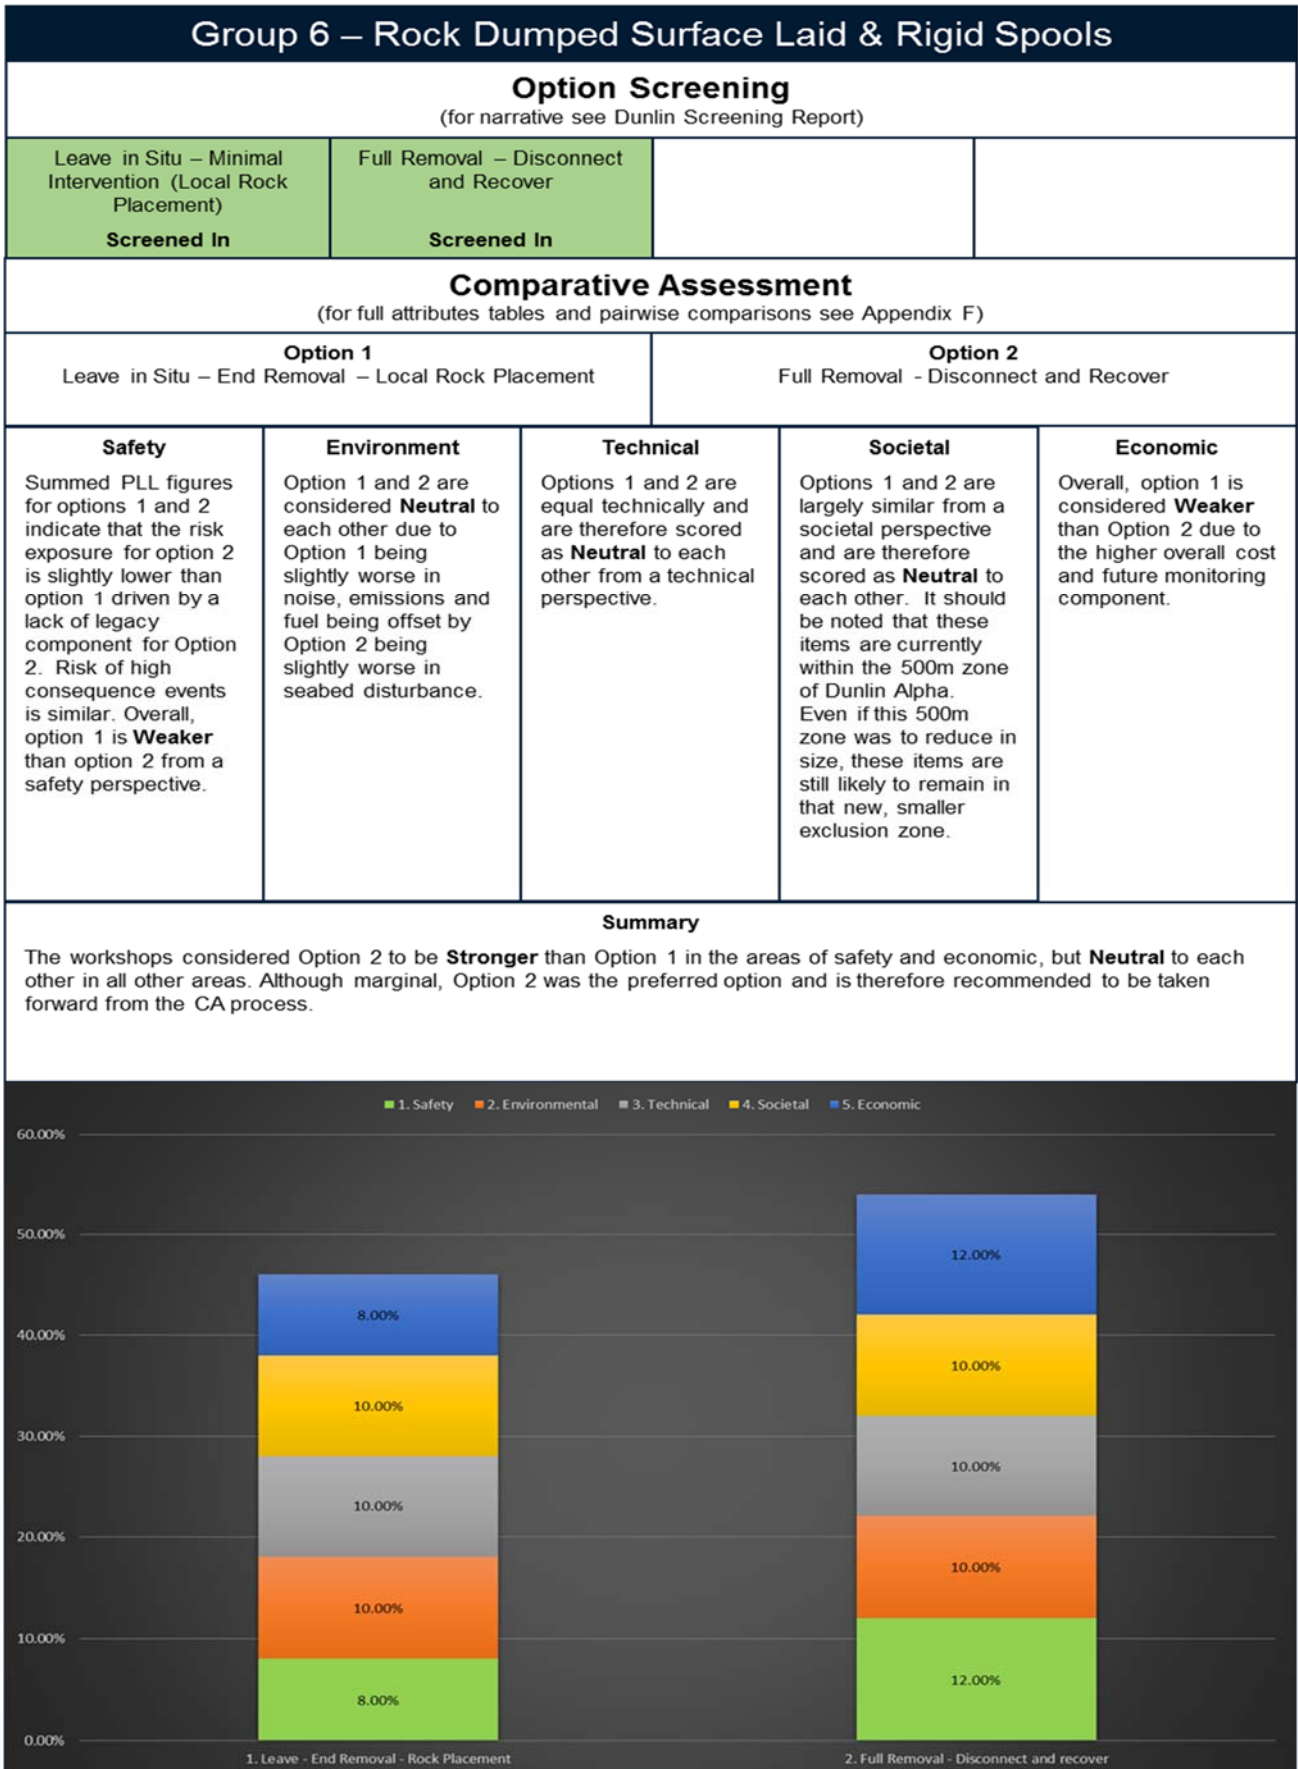 Group 6 – Rock Dumped Surface Laid & Rigid Spools
Option Screening
(for narrative see Dunlin Screening Report)
Leave in Situ – Minimal
Intervention (Local Rock
Placement)
Screened In
Full Removal – Disconnect
and Recover
Screened In
Comparative Assessment
(for full attributes tables and pairwise comparisons see Appendix F)
Option 1
Leave in Situ – End Removal – Local Rock Placement
Option 2
Full Removal - Disconnect and Recover
Safety
Summed PLL figures
for options 1 and 2
indicate that the risk
exposure for option 2
is slightly lower than
option 1 driven by a
lack of legacy
component for Option
2. Risk of high
consequence events
is similar. Overall,
option 1 is Weaker
than option 2 from a
safety perspective.
Environment
Option 1 and 2 are
considered Neutral to
each other due to
Option 1 being
slightly worse in
noise, emissions and
fuel being offset by
Option 2 being
slightly worse in
seabed disturbance.
Technical
Options 1 and 2 are
equal technically and
are therefore scored
as Neutral to each
other from a technical
perspective.
Societal
Options 1 and 2 are
largely similar from a
societal perspective
and are therefore
scored as Neutral to
each other. It should
be noted that these
items are currently
within the 500m zone
of Dunlin Alpha.
Even if this 500m
zone was to reduce in
size, these items are
still likely to remain in
that new, smaller
exclusion zone.
Economic
Overall, option 1 is
considered Weaker
than Option 2 due to
the higher overall cost
and future monitoring
component.
Summary
The workshops considered Option 2 to be Stronger than Option 1 in the areas of safety and economic, but Neutral to each
other in all other areas. Although marginal, Option 2 was the preferred option and is therefore recommended to be taken
forward from the CA process.
1. Safety 2. Environmental 3. Technical 4. Societal 5. Economic
60.00%
50.00%
40.00%
30.00%
20.00%
10.00%
0.00%
8.00%
10.00%
10.00%
10.00%
8.00%
12.00%
10.00%
10.00%
10.00%
12.00%
1. Leave - End Removal - Rock Placement
2. Full Removal - Disconnect and recover